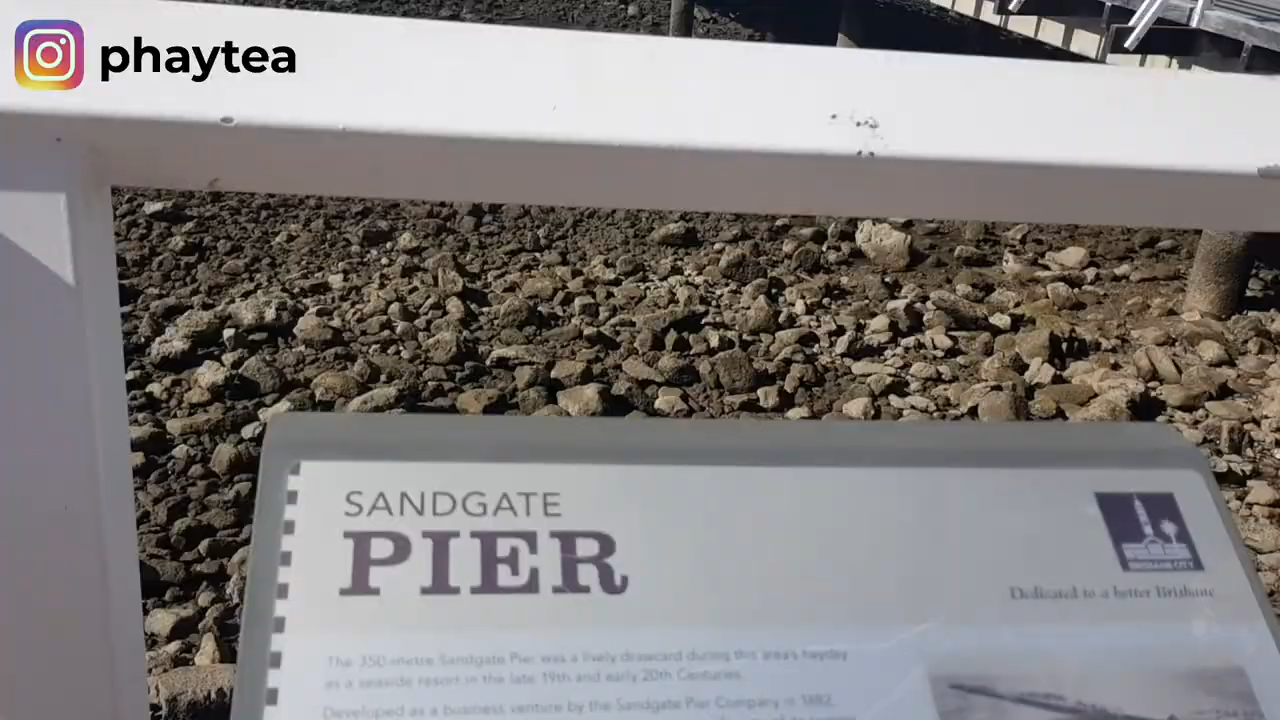 phaytea
SANDGATE
PIER
BRISBANE CITY
Dedicated to a better Brisbane
The 350-metre Sandgate Pier was a lively drawcard during this area's heyday
as a seaside resort in the late 19th and early 20th Centuries.
Developed as a business venture by the Sandgate Pier Company in 1882,